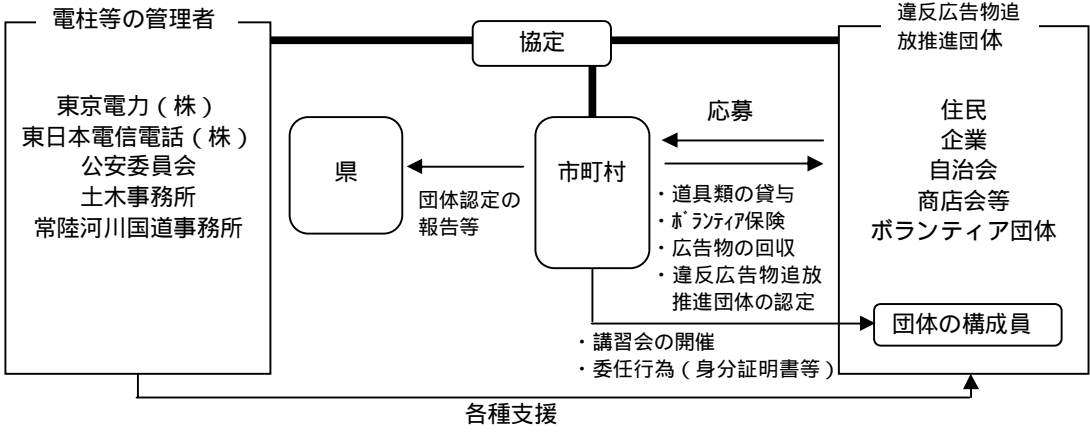 電柱等の管理者
東京電力（株）
東日本電信電話（株）
公安委員会
土木事務所
常陸河川国道事務所
協定
県
団体認定の
報告等
市町村
応募
・道具類の貸与
・ﾎﾞﾗﾝﾃｨｱ保険
・広告物の回収
・違反広告物追放
推進団体の認定
違反広告物追
放推進団体
住民
企業
自治会
商店会等
ボランティア団体
団体の構成員
・講習会の開催
・委任行為（身分証明書等）
各種支援